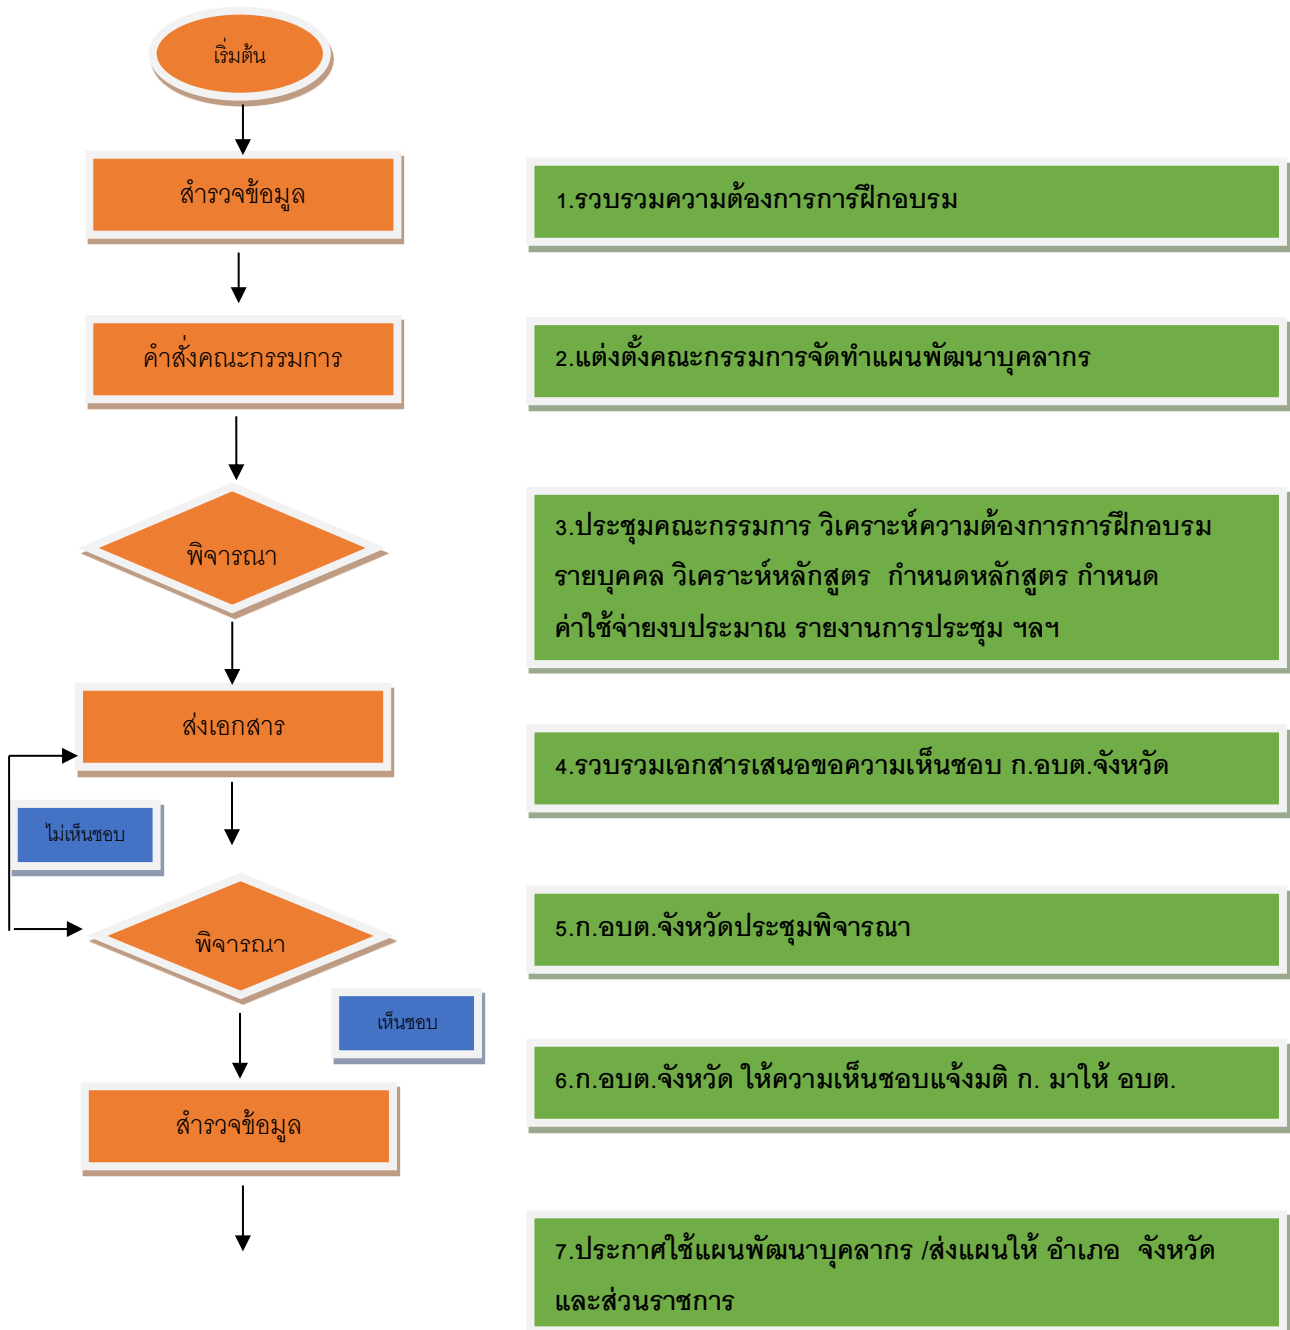 เริ่มต้น
สำรวจข้อมูล
1.รวบรวมความต้องการการฝึกอบรม
คำสั่งคณะกรรมการ
2.แต่งตั้งคณะกรรมการจัดทำแผนพัฒนาบุคลากร
พิจารณา
3.ประชุมคณะกรรมการ วิเคราะห์ความต้องการการฝึกอบรม
รายบุคคล วิเคราะห์หลักสูตร กำหนดหลักสูตร กำหนด
ค่าใช้จ่ายงบประมาณ รายงานการประชุม ฯลฯ
ส่งเอกสาร
4.รวบรวมเอกสารเสนอขอความเห็นชอบ ก.อบต.จังหวัด
ไม่เห็นชอบ
พิจารณา
5.ก.อบต.จังหวัดประชุมพิจารณา
เห็นชอบ
6.ก.อบต.จังหวัด ให้ความเห็นชอบแจ้งมติ ก. มาให้ อบต.
สำรวจข้อมูล
7.ประกาศใช้แผนพัฒนาบุคลากร /ส่งแผนให้ อำเภอ จังหวัด
และส่วนราชการ